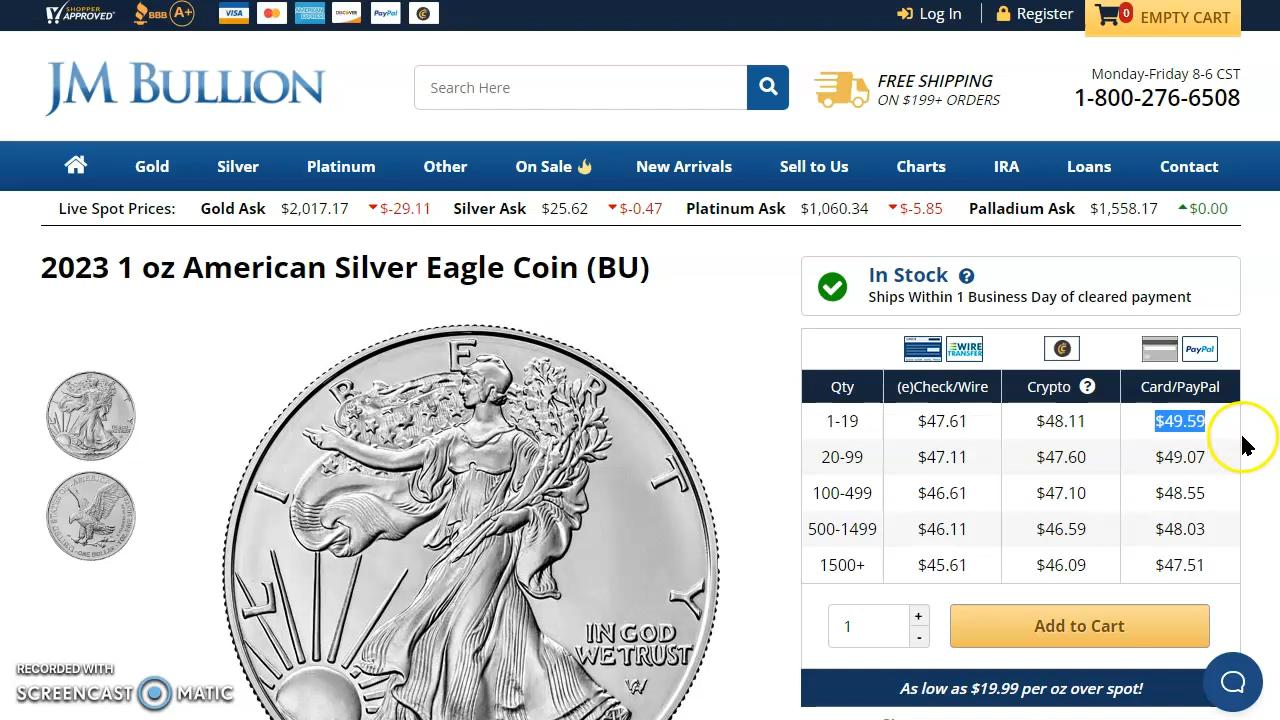 SHOPPER APPROVED BBB A+ VISA AMERICAN EXPRESS DISCOVER PayPal Log In Register 0 EMPTY CART
JM BULLION
Search Here
FREE SHIPPING
ON $199+ ORDERS
Monday-Friday 8-6 CST
1-800-276-6508
Gold Silver Platinum Other On Sale New Arrivals Sell to Us Charts IRA Loans Contact
Live Spot Prices: Gold Ask $2,017.17 $-29.11 Silver Ask $25.62 $-0.47 Platinum Ask $1,060.34 $-5.85 Palladium Ask $1,558.17 $0.00
2023 1 oz American Silver Eagle Coin (BU)
In Stock ?
Ships Within 1 Business Day of cleared payment
WIRE TRANSFER PayPal
Qty (e)Check/Wire Crypto ? Card/PayPal
1-19 $47.61 $48.11 $49.59
20-99 $47.11 $47.60 $49.07
100-499 $46.61 $47.10 $48.55
500-1499 $46.11 $46.59 $48.03
1500+ $45.61 $46.09 $47.51
1 + - Add to Cart
As low as $19.99 per oz over spot!
LIBERTY
IN GOD
WE TRUST
RECORDED WITH
SCREENCAST MATIC